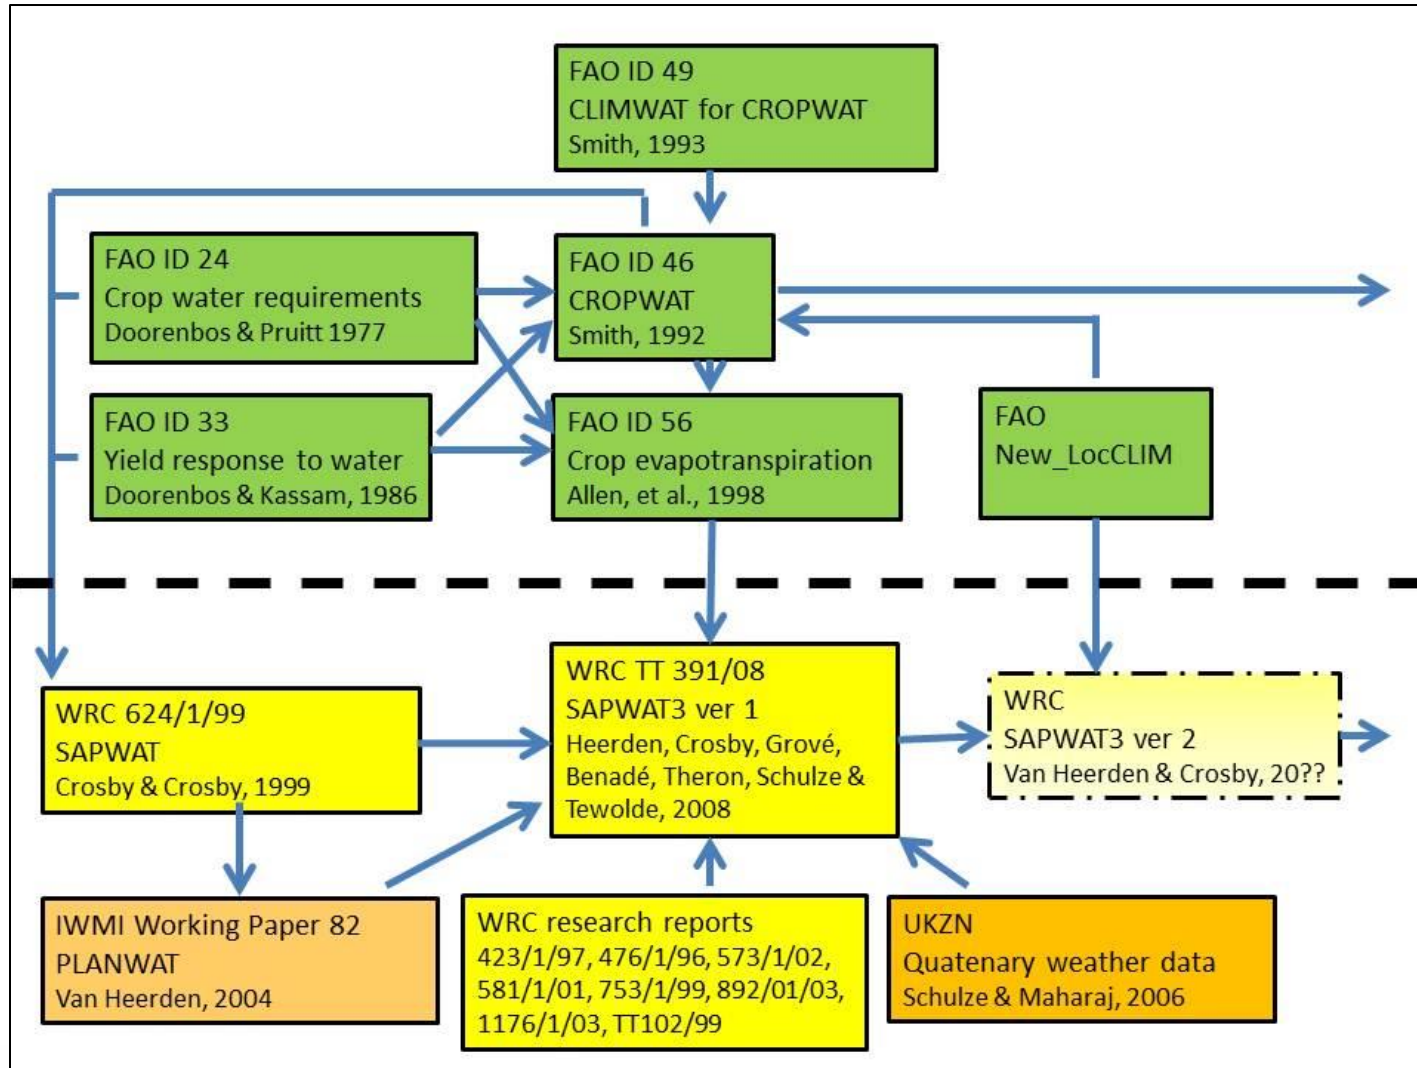 FAO ID 49
CLIMWAT for CROPWAT
Smith, 1993
FAO ID 24
Crop water requirements
Doorenbos & Pruitt 1977
FAO ID 46
CROPWAT
Smith, 1992
FAO ID 33
Yield response to water
Doorenbos & Kassam, 1986
FAO ID 56
Crop evapotranspiration
Allen, et al., 1998
FAO
New_LocCLIM
WRC 624/1/99
SAPWAT
Crosby & Crosby, 1999
WRC TT 391/08
SAPWAT3 ver 1
Heerden, Crosby, Grové,
Benadé, Theron, Schulze &
Tewolde, 2008
WRC
SAPWAT3 ver 2
Van Heerden & Crosby, 20??
IWMI Working Paper 82
PLANWAT
Van Heerden, 2004
WRC research reports
423/1/97, 476/1/96, 573/1/02,
581/1/01, 753/1/99, 892/01/03,
1176/1/03, TT102/99
UKZN
Quatenary weather data
Schulze & Maharaj, 2006